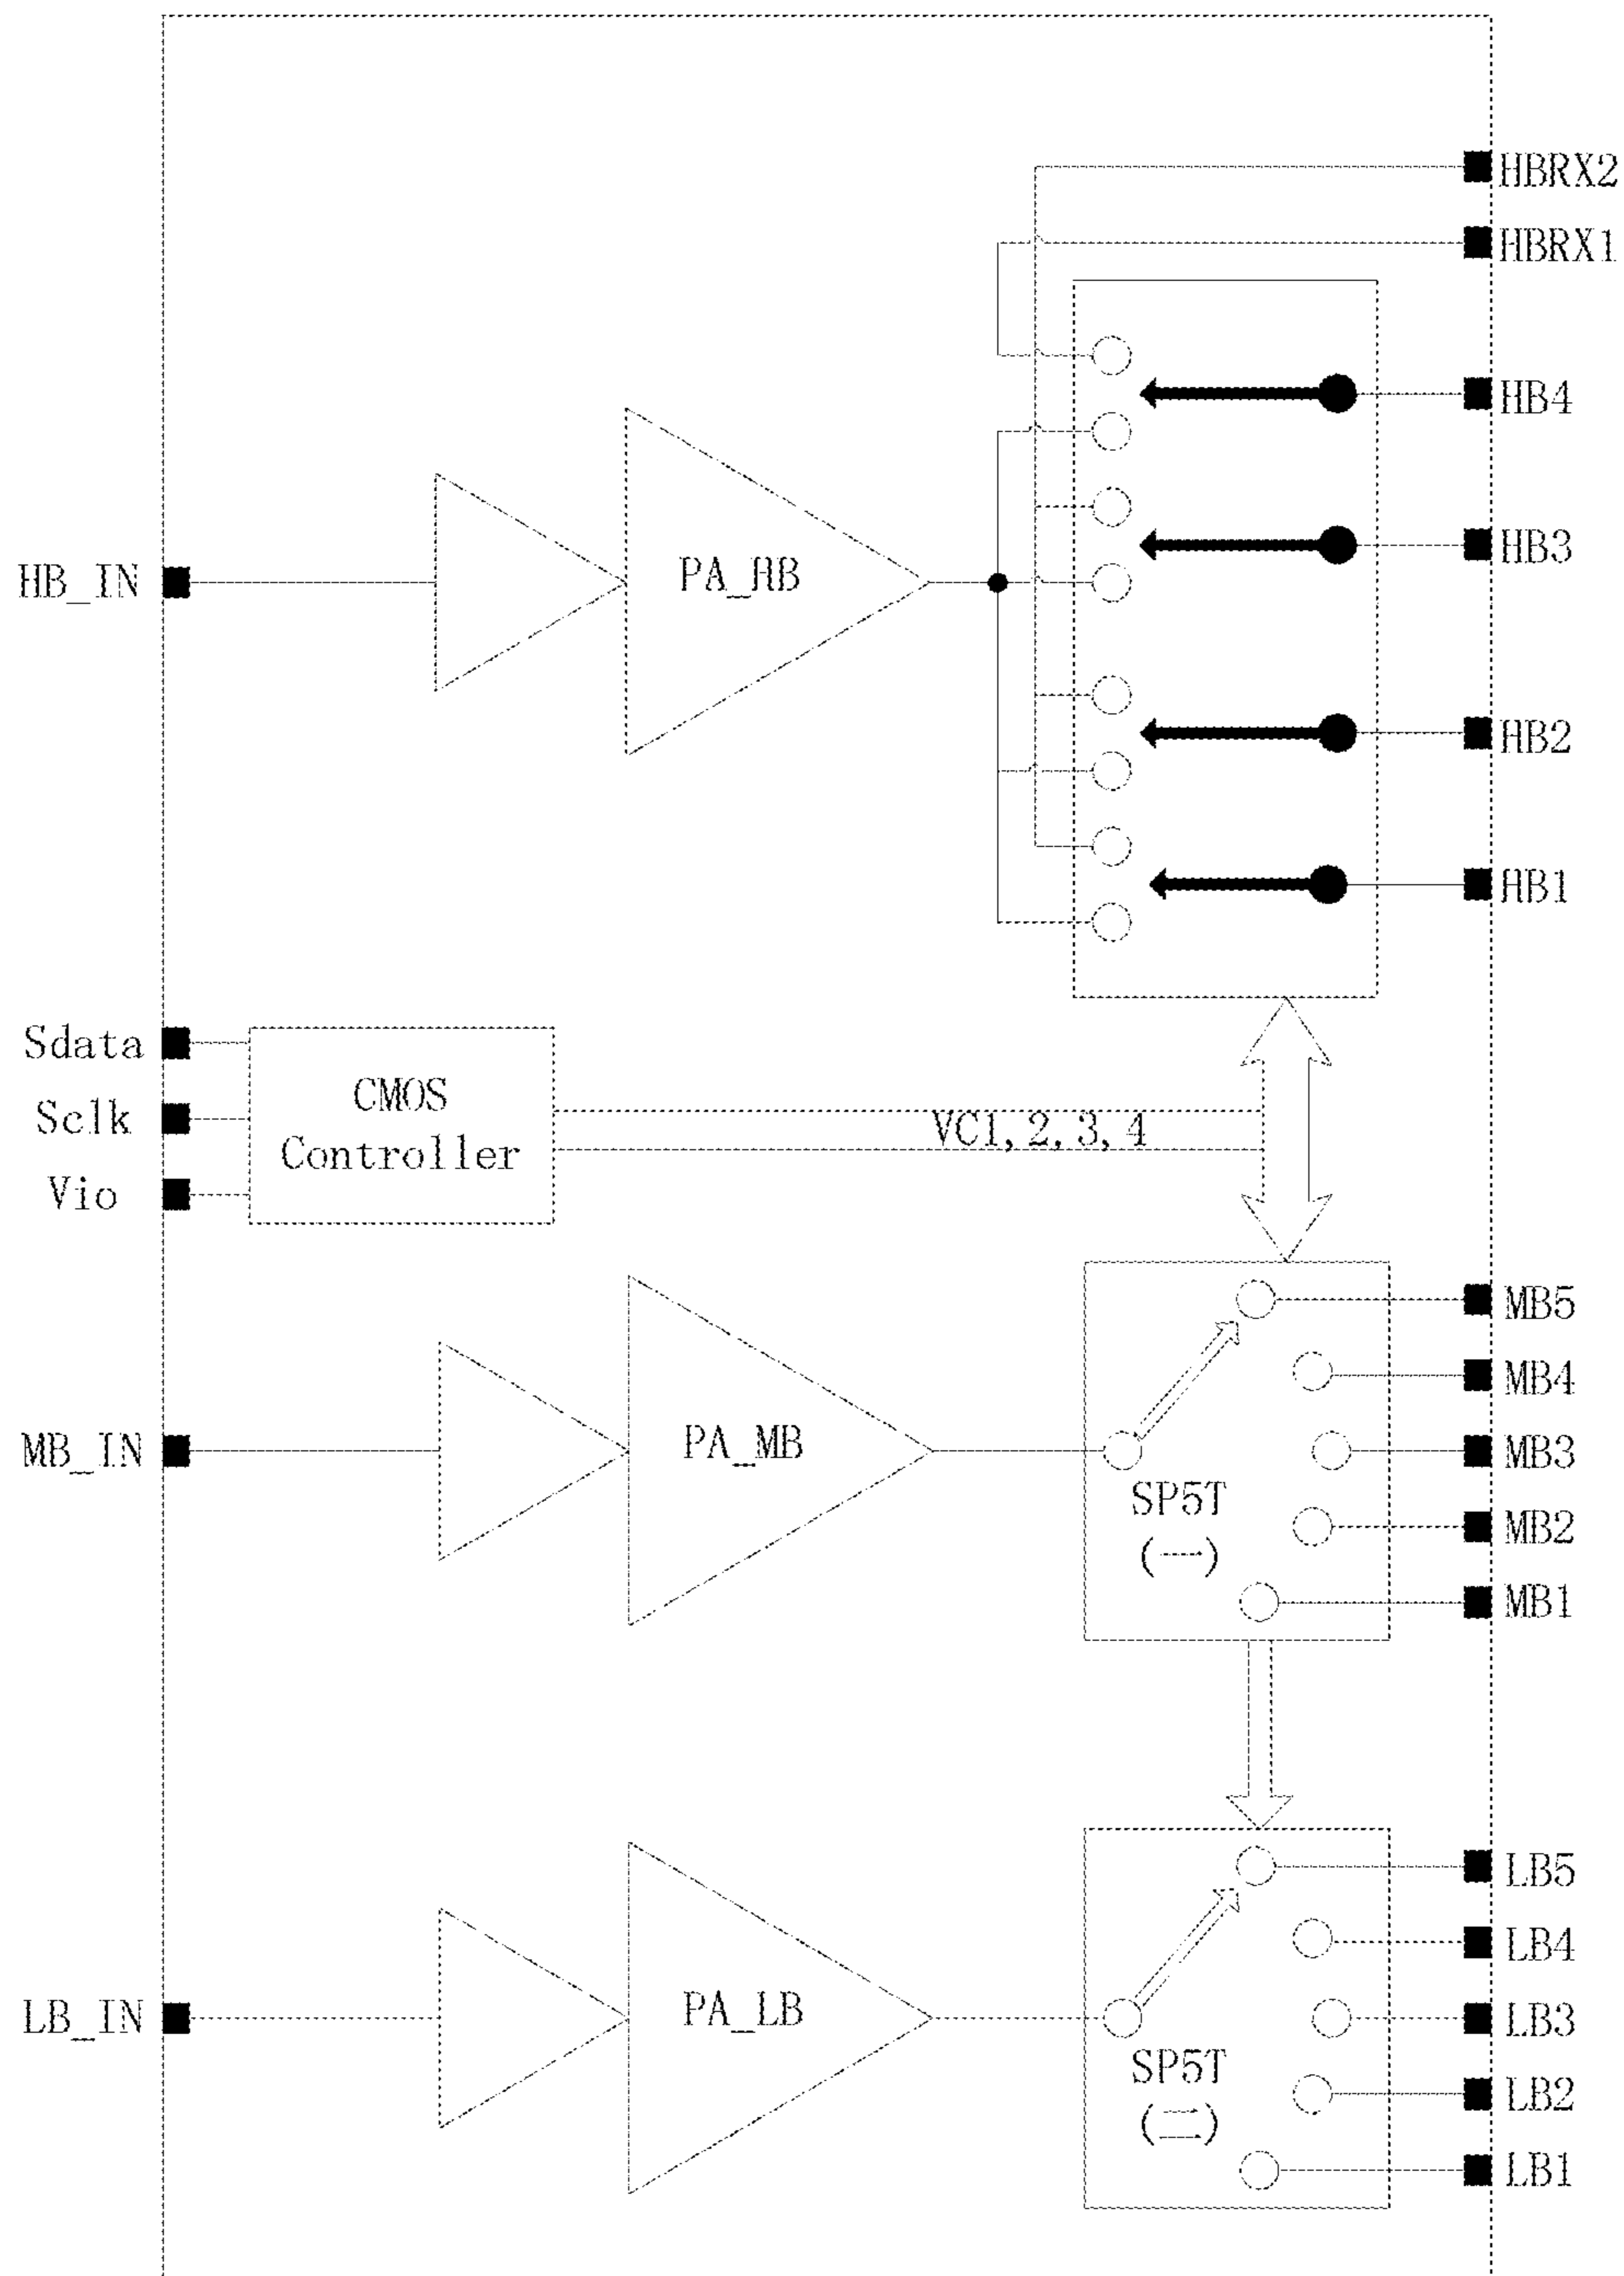 HBRX2
HBRX1
HB4
HB3
HB_IN
PA_HB
HB2
HB1
Sdata
Sclk
Vio
CMOS
Controller
VC1, 2, 3, 4
MB5
MB4
MB_IN
PA_MB
MB3
SP5T
(一)
MB2
MB1
LB5
LB4
LB_IN
PA_LB
LB3
SP5T
(二)
LB2
LB1